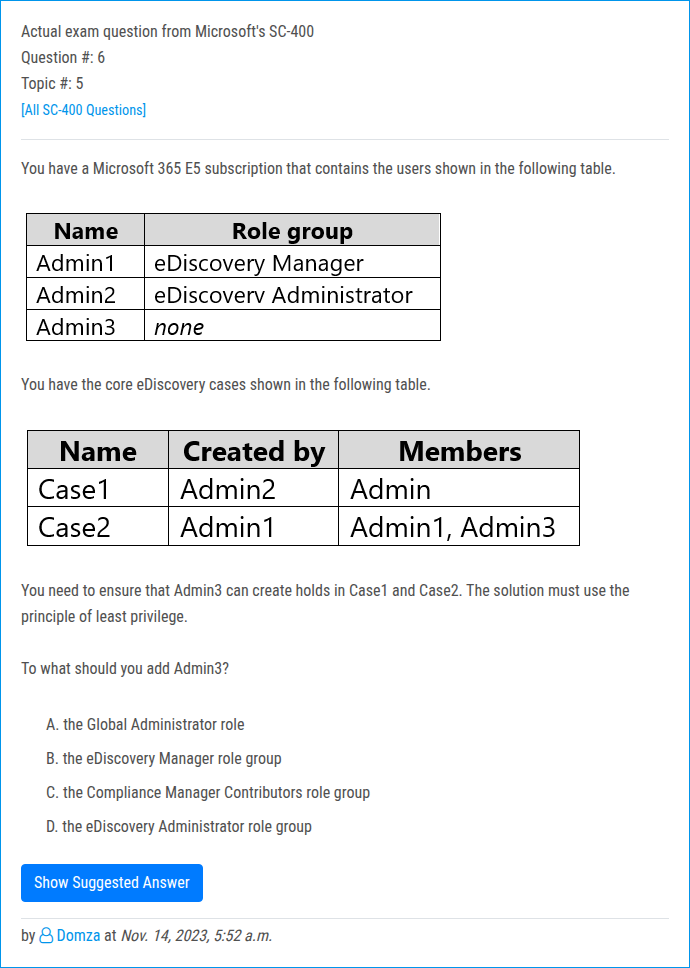 Actual exam question from Microsoft's SC-400
Question #: 6
Topic #: 5
[All SC-400 Questions]
You have a Microsoft 365 E5 subscription that contains the users shown in the following table.
Name Role group
Admin1 eDiscovery Manager
Admin2 eDiscoverv Administrator
Admin3 none
You have the core eDiscovery cases shown in the following table.
Name Created by Members
Case1 Admin2 Admin
Case2 Admin1 Admin1, Admin3
You need to ensure that Admin3 can create holds in Case1 and Case2. The solution must use the
principle of least privilege.
To what should you add Admin3?
A. the Global Administrator role
B. the eDiscovery Manager role group
C. the Compliance Manager Contributors role group
D. the eDiscovery Administrator role group
Show Suggested Answer
by Domza at Nov. 14, 2023, 5:52 a.m.